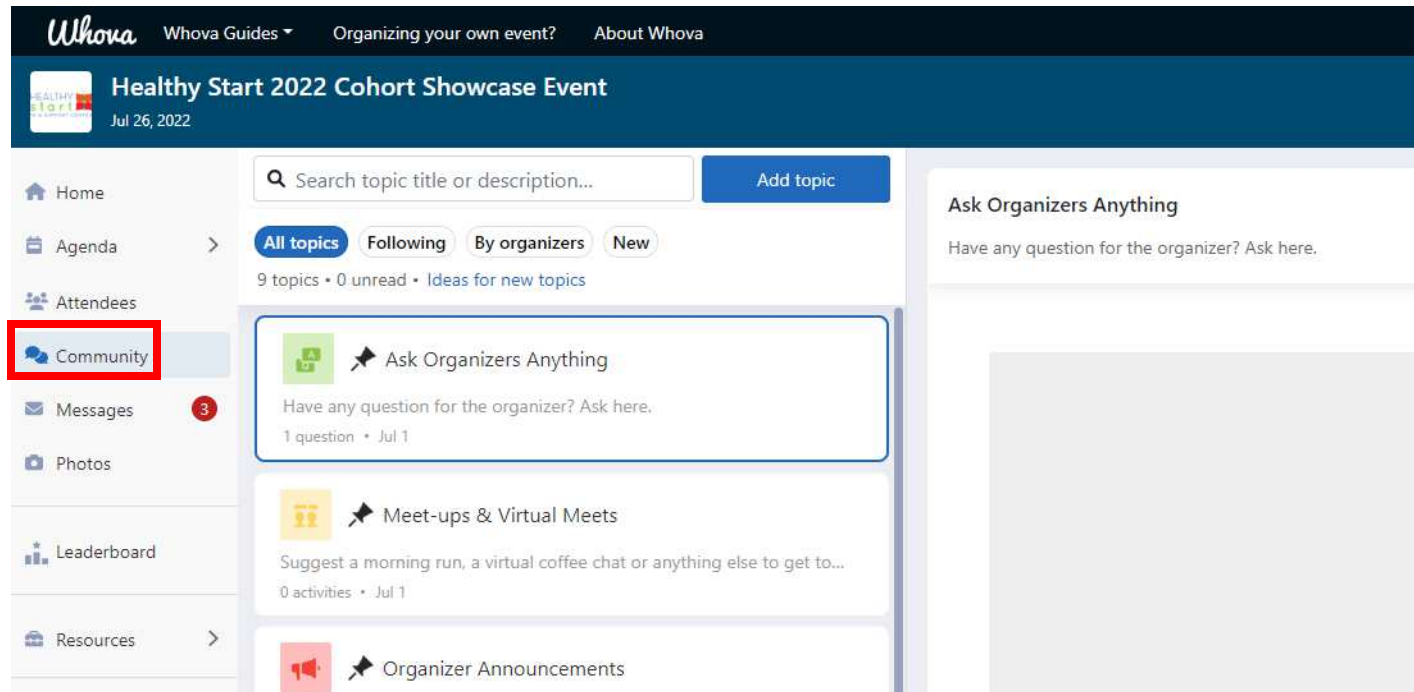 Whova Whova Guides Organizing your own event? About Whova
Healthy Start 2022 Cohort Showcase Event
HEALTHY
start
Jul 26, 2022
Home
Agenda
Attendees
Community
Messages 3
Photos
Leaderboard
Resources
Search topic title or description... Add topic
All topics Following By organizers New
9 topics • 0 unread • Ideas for new topics
Ask Organizers Anything
Have any question for the organizer? Ask here.
1 question • Jul 1
Meet-ups & Virtual Meets
Suggest a morning run, a virtual coffee chat or anything else to get to...
0 activities • Jul 1
Organizer Announcements
Ask Organizers Anything
Have any question for the organizer? Ask here.